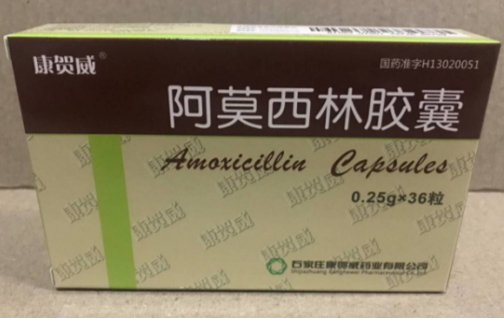 康贺威®
国药准字H13020051
阿莫西林胶囊
Amoxicillin Capsules
0.25g×36粒
石家庄康贺威药业有限公司